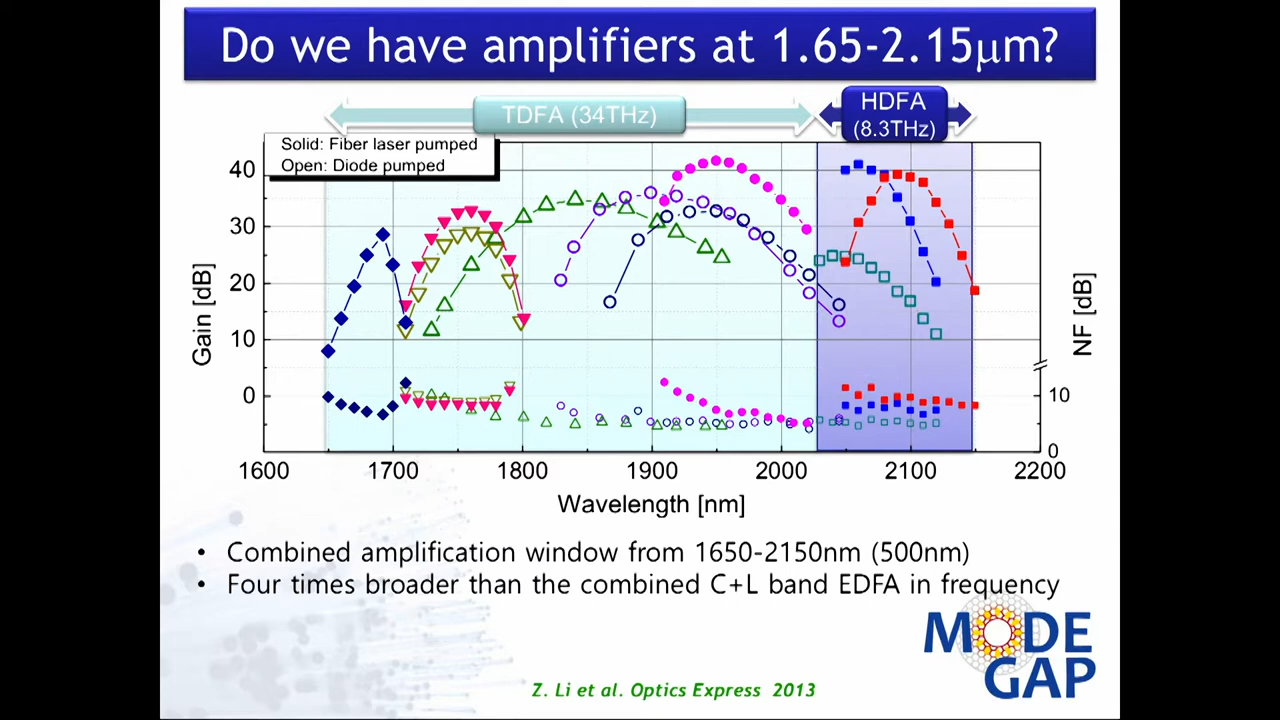 Do we have amplifiers at 1.65-2.15μm?
TDFA (34THz)
HDFA
(8.3THz)
Solid: Fiber laser pumped
Open: Diode pumped
40
30
20
10
0
Gain [dB]
NF [dB]
10
0
1600 1700 1800 1900 2000 2100 2200
Wavelength [nm]
• Combined amplification window from 1650-2150nm (500nm)
• Four times broader than the combined C+L band EDFA in frequency
MODE
GAP
Z. Li et al. Optics Express 2013